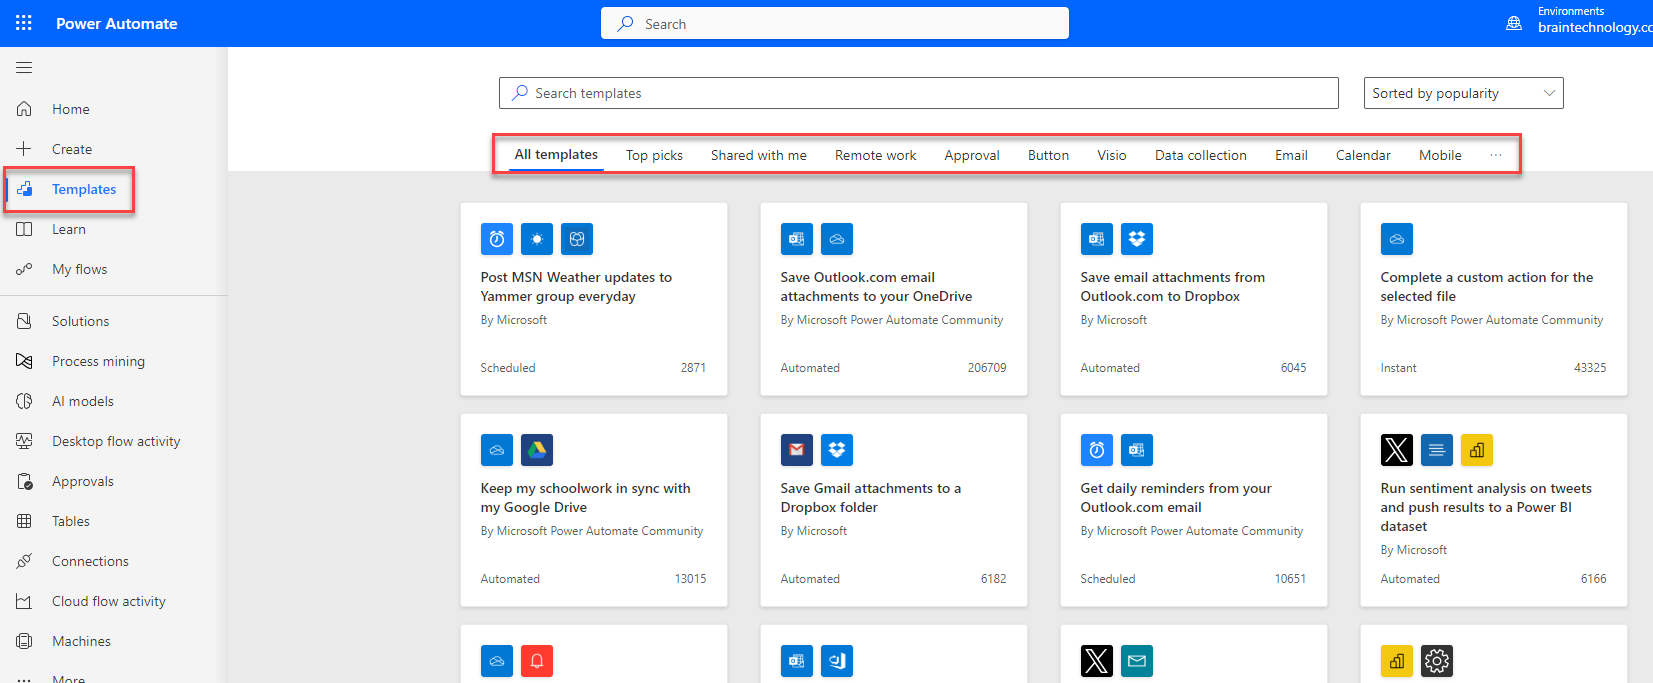 Power Automate
Search
Environments
braintechnology.cc
Home
Create
Templates
Learn
My flows
Solutions
Process mining
AI models
Desktop flow activity
Approvals
Tables
Connections
Cloud flow activity
Machines
More
Search templates
Sorted by popularity
All templates
Top picks
Shared with me
Remote work
Approval
Button
Visio
Data collection
Email
Calendar
Mobile
...
Post MSN Weather updates to
Yammer group everyday
By Microsoft
Scheduled
2871
Save Outlook.com email
attachments to your OneDrive
By Microsoft Power Automate Community
Automated
206709
Save email attachments from
Outlook.com to Dropbox
By Microsoft
Automated
6045
Complete a custom action for the
selected file
By Microsoft Power Automate Community
Instant
43325
Keep my schoolwork in sync with
my Google Drive
By Microsoft Power Automate Community
Automated
13015
Save Gmail attachments to a
Dropbox folder
By Microsoft
Automated
6182
Get daily reminders from your
Outlook.com email
By Microsoft Power Automate Community
Scheduled
10651
Run sentiment analysis on tweets
and push results to a Power BI
dataset
By Microsoft
Automated
6166